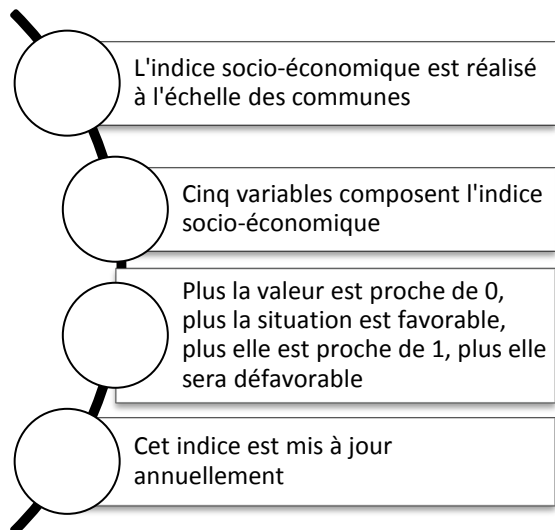 L'indice socio-économique est réalisé
à l'échelle des communes
Cinq variables composent l'indice
socio-économique
Plus la valeur est proche de 0,
plus la situation est favorable,
plus elle est proche de 1, plus elle
sera défavorable
Cet indice est mis à jour
annuellement